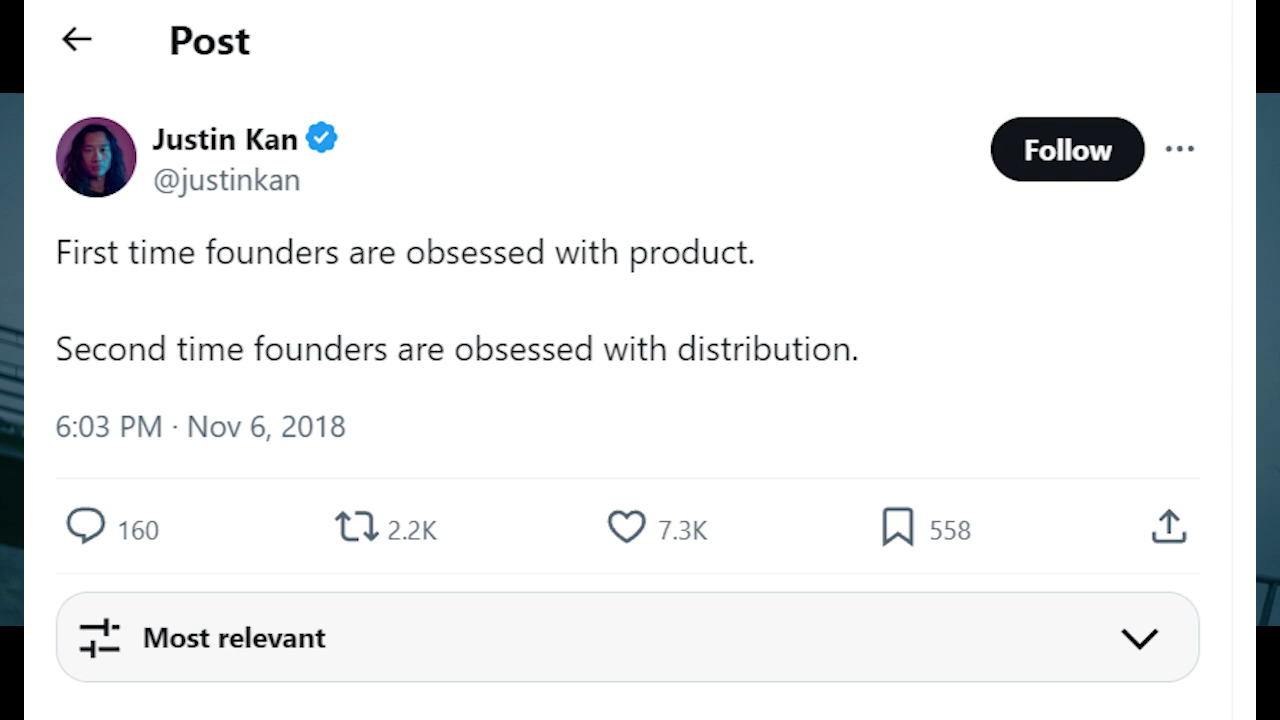 Post
Justin Kan
@justinkan
Follow
First time founders are obsessed with product.
Second time founders are obsessed with distribution.
6:03 PM · Nov 6, 2018
160 2.2K 7.3K 558
Most relevant